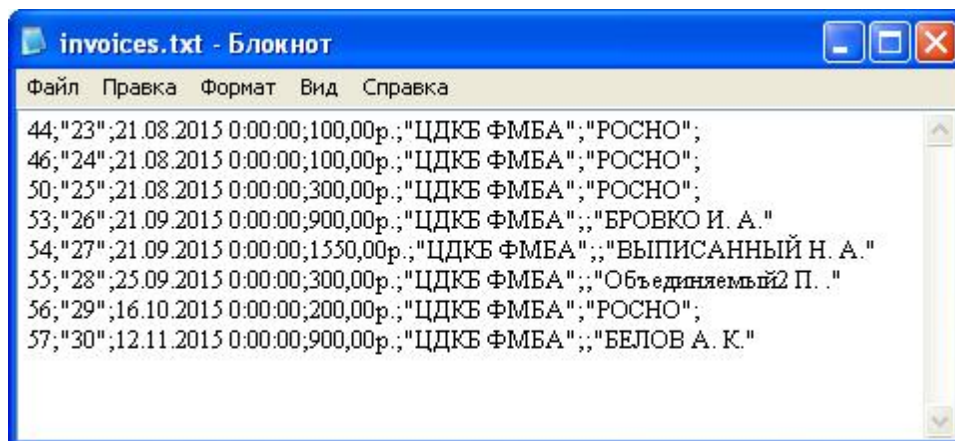 invoices.txt - Блокнот
Файл Правка Формат Вид Справка
44;"23";21.08.2015 0:00:00;100,00р.;"ЦДКБ ФМБА";"РОСНО";
46;"24";21.08.2015 0:00:00;100,00р.;"ЦДКБ ФМБА";"РОСНО";
50;"25";21.08.2015 0:00:00;300,00р.;"ЦДКБ ФМБА";"РОСНО";
53;"26";21.09.2015 0:00:00;900,00р.;"ЦДКБ ФМБА";;"БРОВКО И. А."
54;"27";21.09.2015 0:00:00;1550,00р.;"ЦДКБ ФМБА";;"ВЫПИСАННЫЙ Н. А."
55;"28";25.09.2015 0:00:00;300,00р.;"ЦДКБ ФМБА";;"Объединяемый2 П. ."
56;"29";16.10.2015 0:00:00;200,00р.;"ЦДКБ ФМБА";"РОСНО";
57;"30";12.11.2015 0:00:00;900,00р.;"ЦДКБ ФМБА";;"БЕЛОВ А. К."